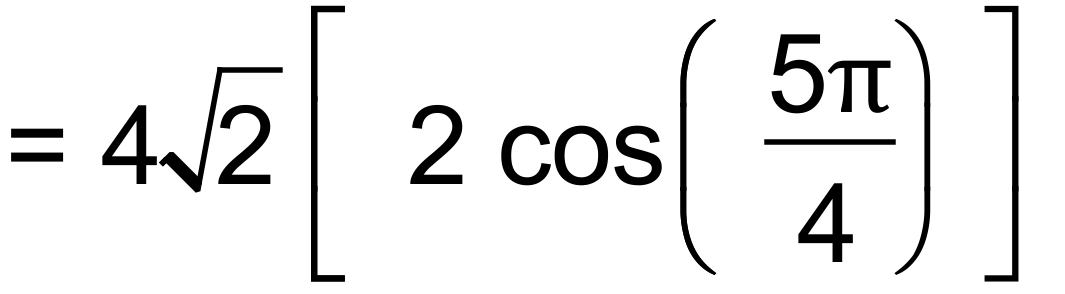 = 4√2 [ 2 cos( 5π/4 ) ]